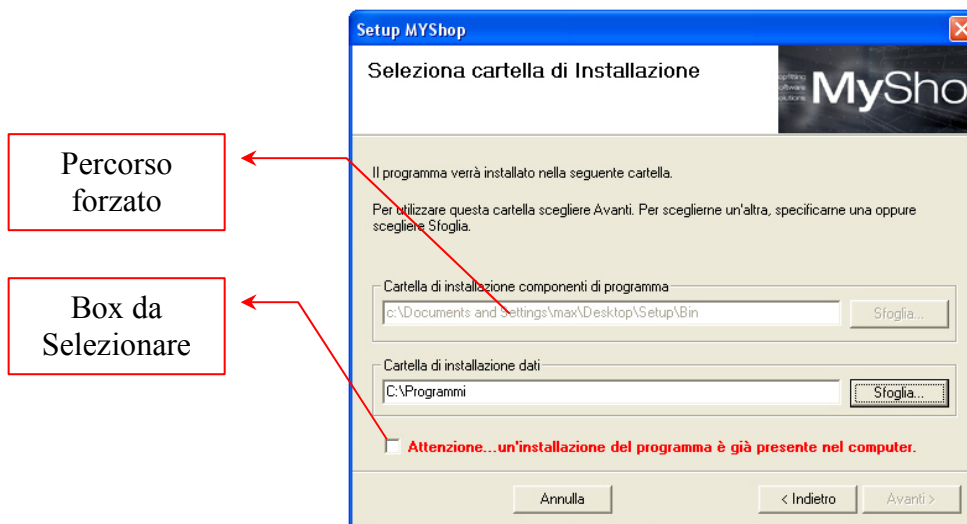 Setup MYShop
Seleziona cartella di Installazione
MySho
Percorso
forzato
Il programma verrà installato nella seguente cartella.
Per utilizzare questa cartella scegliere Avanti. Per sceglierne un'altra, specificarne una oppure
scegliere Sfoglia.
Cartella di installazione componenti di programma
c:\Documents and Settings\max\Desktop\Setup\Bin
Sfoglia...
Box da
Selezionare
Cartella di installazione dati
C:\Programmi
Sfoglia...
Attenzione...un'installazione del programma è già presente nel computer.
Annulla
< Indietro
Avanti >